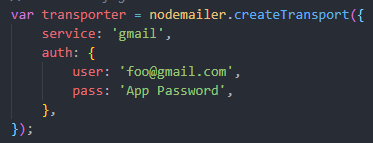 var transporter = nodemailer.createTransport({
    service: 'gmail',
    auth: {
        user: 'foo@gmail.com',
        pass: 'App Password',
    },
});